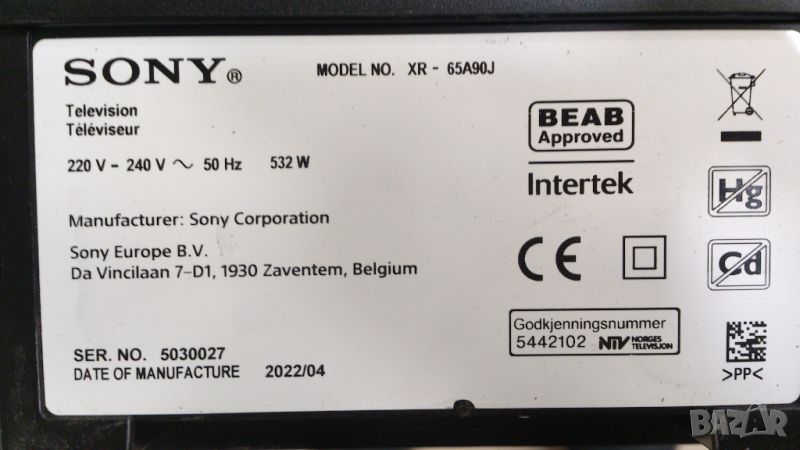 SONY®
MODEL NO. XR - 65A90J
Television
Téléviseur
220 V - 240 V ~ 50 Hz 532 W
BEAB
Approved
Intertek
Hg
Manufacturer: Sony Corporation
Sony Europe B.V.
Da Vincilaan 7-D1, 1930 Zaventem, Belgium
CE
Cd
Godkjenningsnummer
5442102 NTV NORGES
TELEVISJON
SER. NO. 5030027
DATE OF MANUFACTURE 2022/04
>PP<
BAZAR